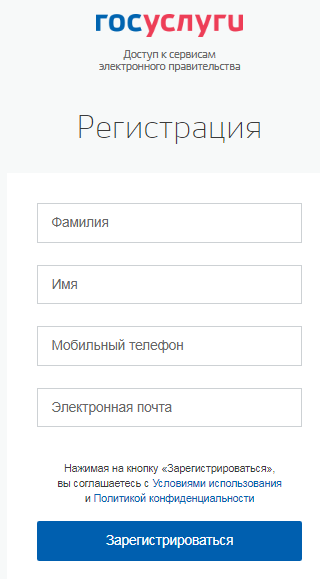 госуслуги
Доступ к сервисам
электронного правительства
Регистрация
Фамилия
Имя
Мобильный телефон
Электронная почта
Нажимая на кнопку «Зарегистрироваться»,
вы соглашаетесь с Условиями использования
и Политикой конфиденциальности
Зарегистрироваться